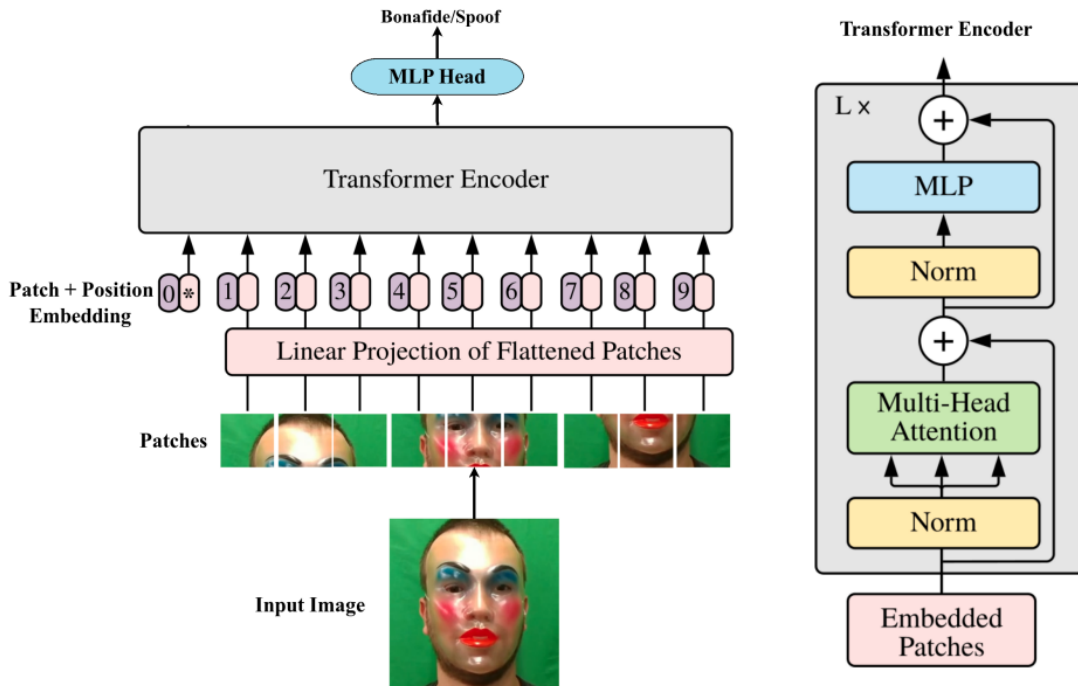 Bonafide/Spoof
MLP Head
Transformer Encoder
Patch + Position
Embedding
0 * 1 2 3 4 5 6 7 8 9
Linear Projection of Flattened Patches
Patches
Input Image
Transformer Encoder
L ×
+
MLP
Norm
+
Multi-Head
Attention
Norm
Embedded
Patches